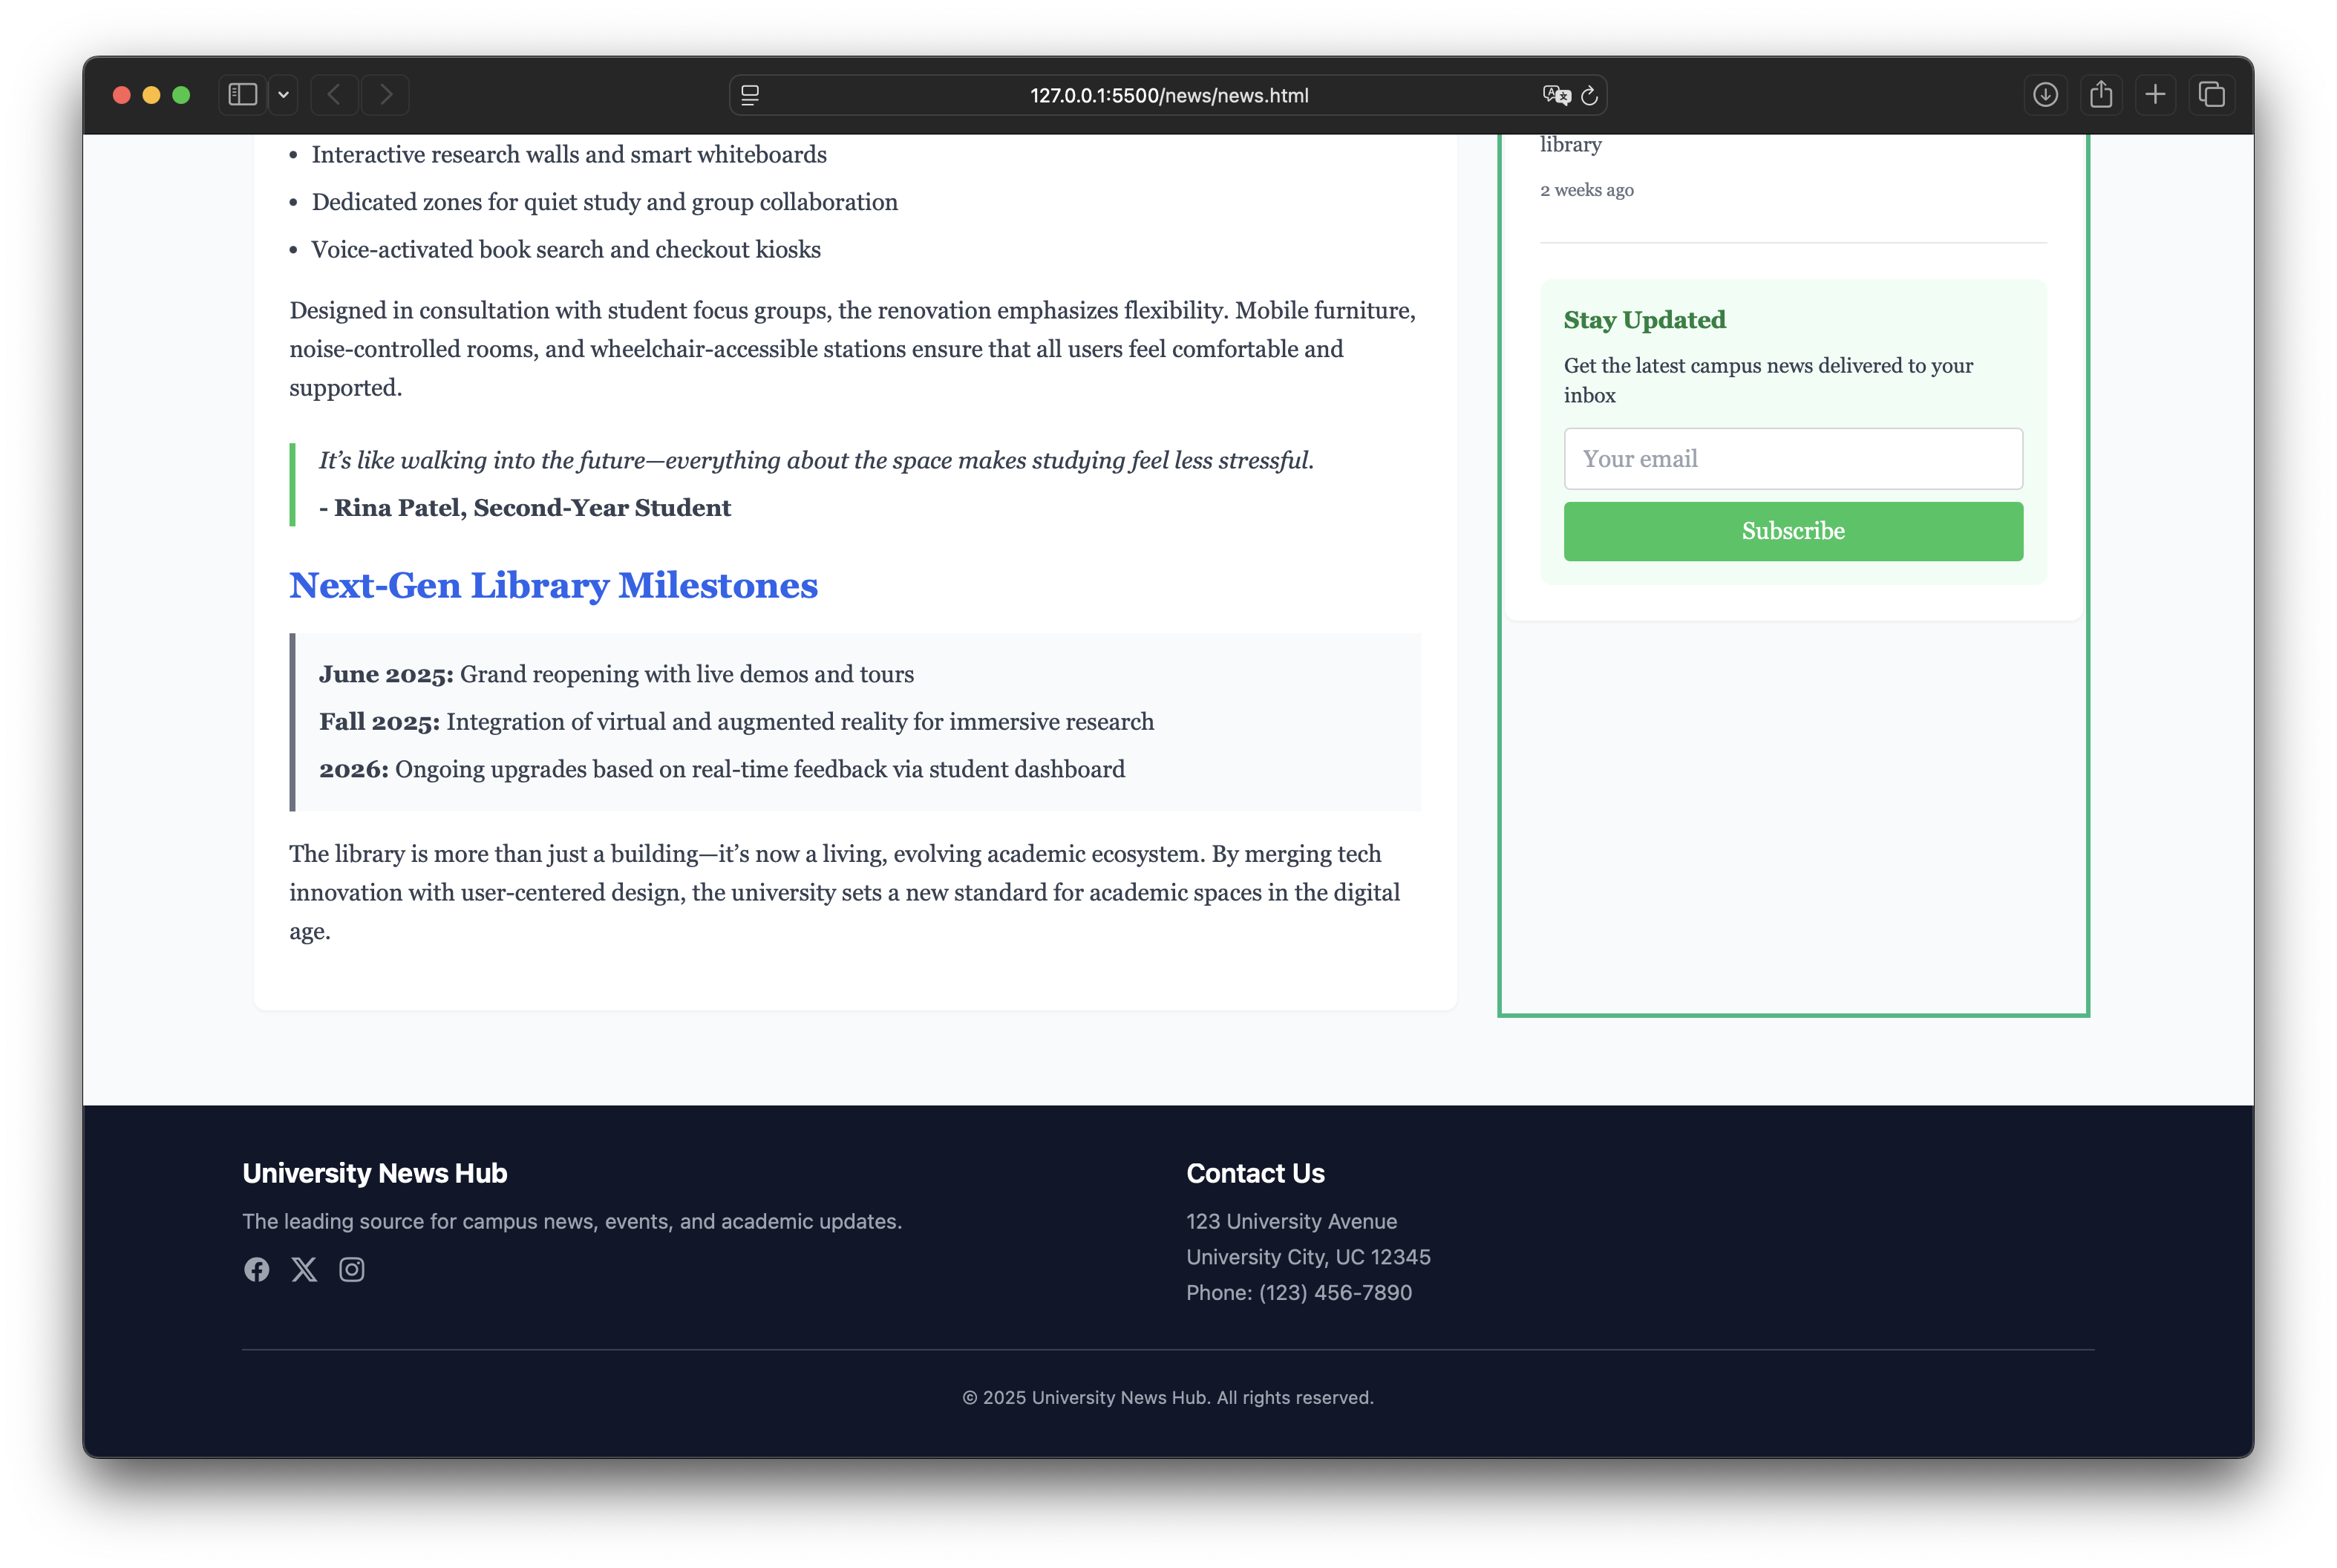 127.0.0.1:5500/news/news.html
• Interactive research walls and smart whiteboards
• Dedicated zones for quiet study and group collaboration
• Voice-activated book search and checkout kiosks
Designed in consultation with student focus groups, the renovation emphasizes flexibility. Mobile furniture,
noise-controlled rooms, and wheelchair-accessible stations ensure that all users feel comfortable and
supported.
It’s like walking into the future—everything about the space makes studying feel less stressful.
- Rina Patel, Second-Year Student
Next-Gen Library Milestones
June 2025: Grand reopening with live demos and tours
Fall 2025: Integration of virtual and augmented reality for immersive research
2026: Ongoing upgrades based on real-time feedback via student dashboard
The library is more than just a building—it’s now a living, evolving academic ecosystem. By merging tech
innovation with user-centered design, the university sets a new standard for academic spaces in the digital
age.
library
2 weeks ago
Stay Updated
Get the latest campus news delivered to your
inbox
Your email
Subscribe
University News Hub
The leading source for campus news, events, and academic updates.
Contact Us
123 University Avenue
University City, UC 12345
Phone: (123) 456-7890
© 2025 University News Hub. All rights reserved.